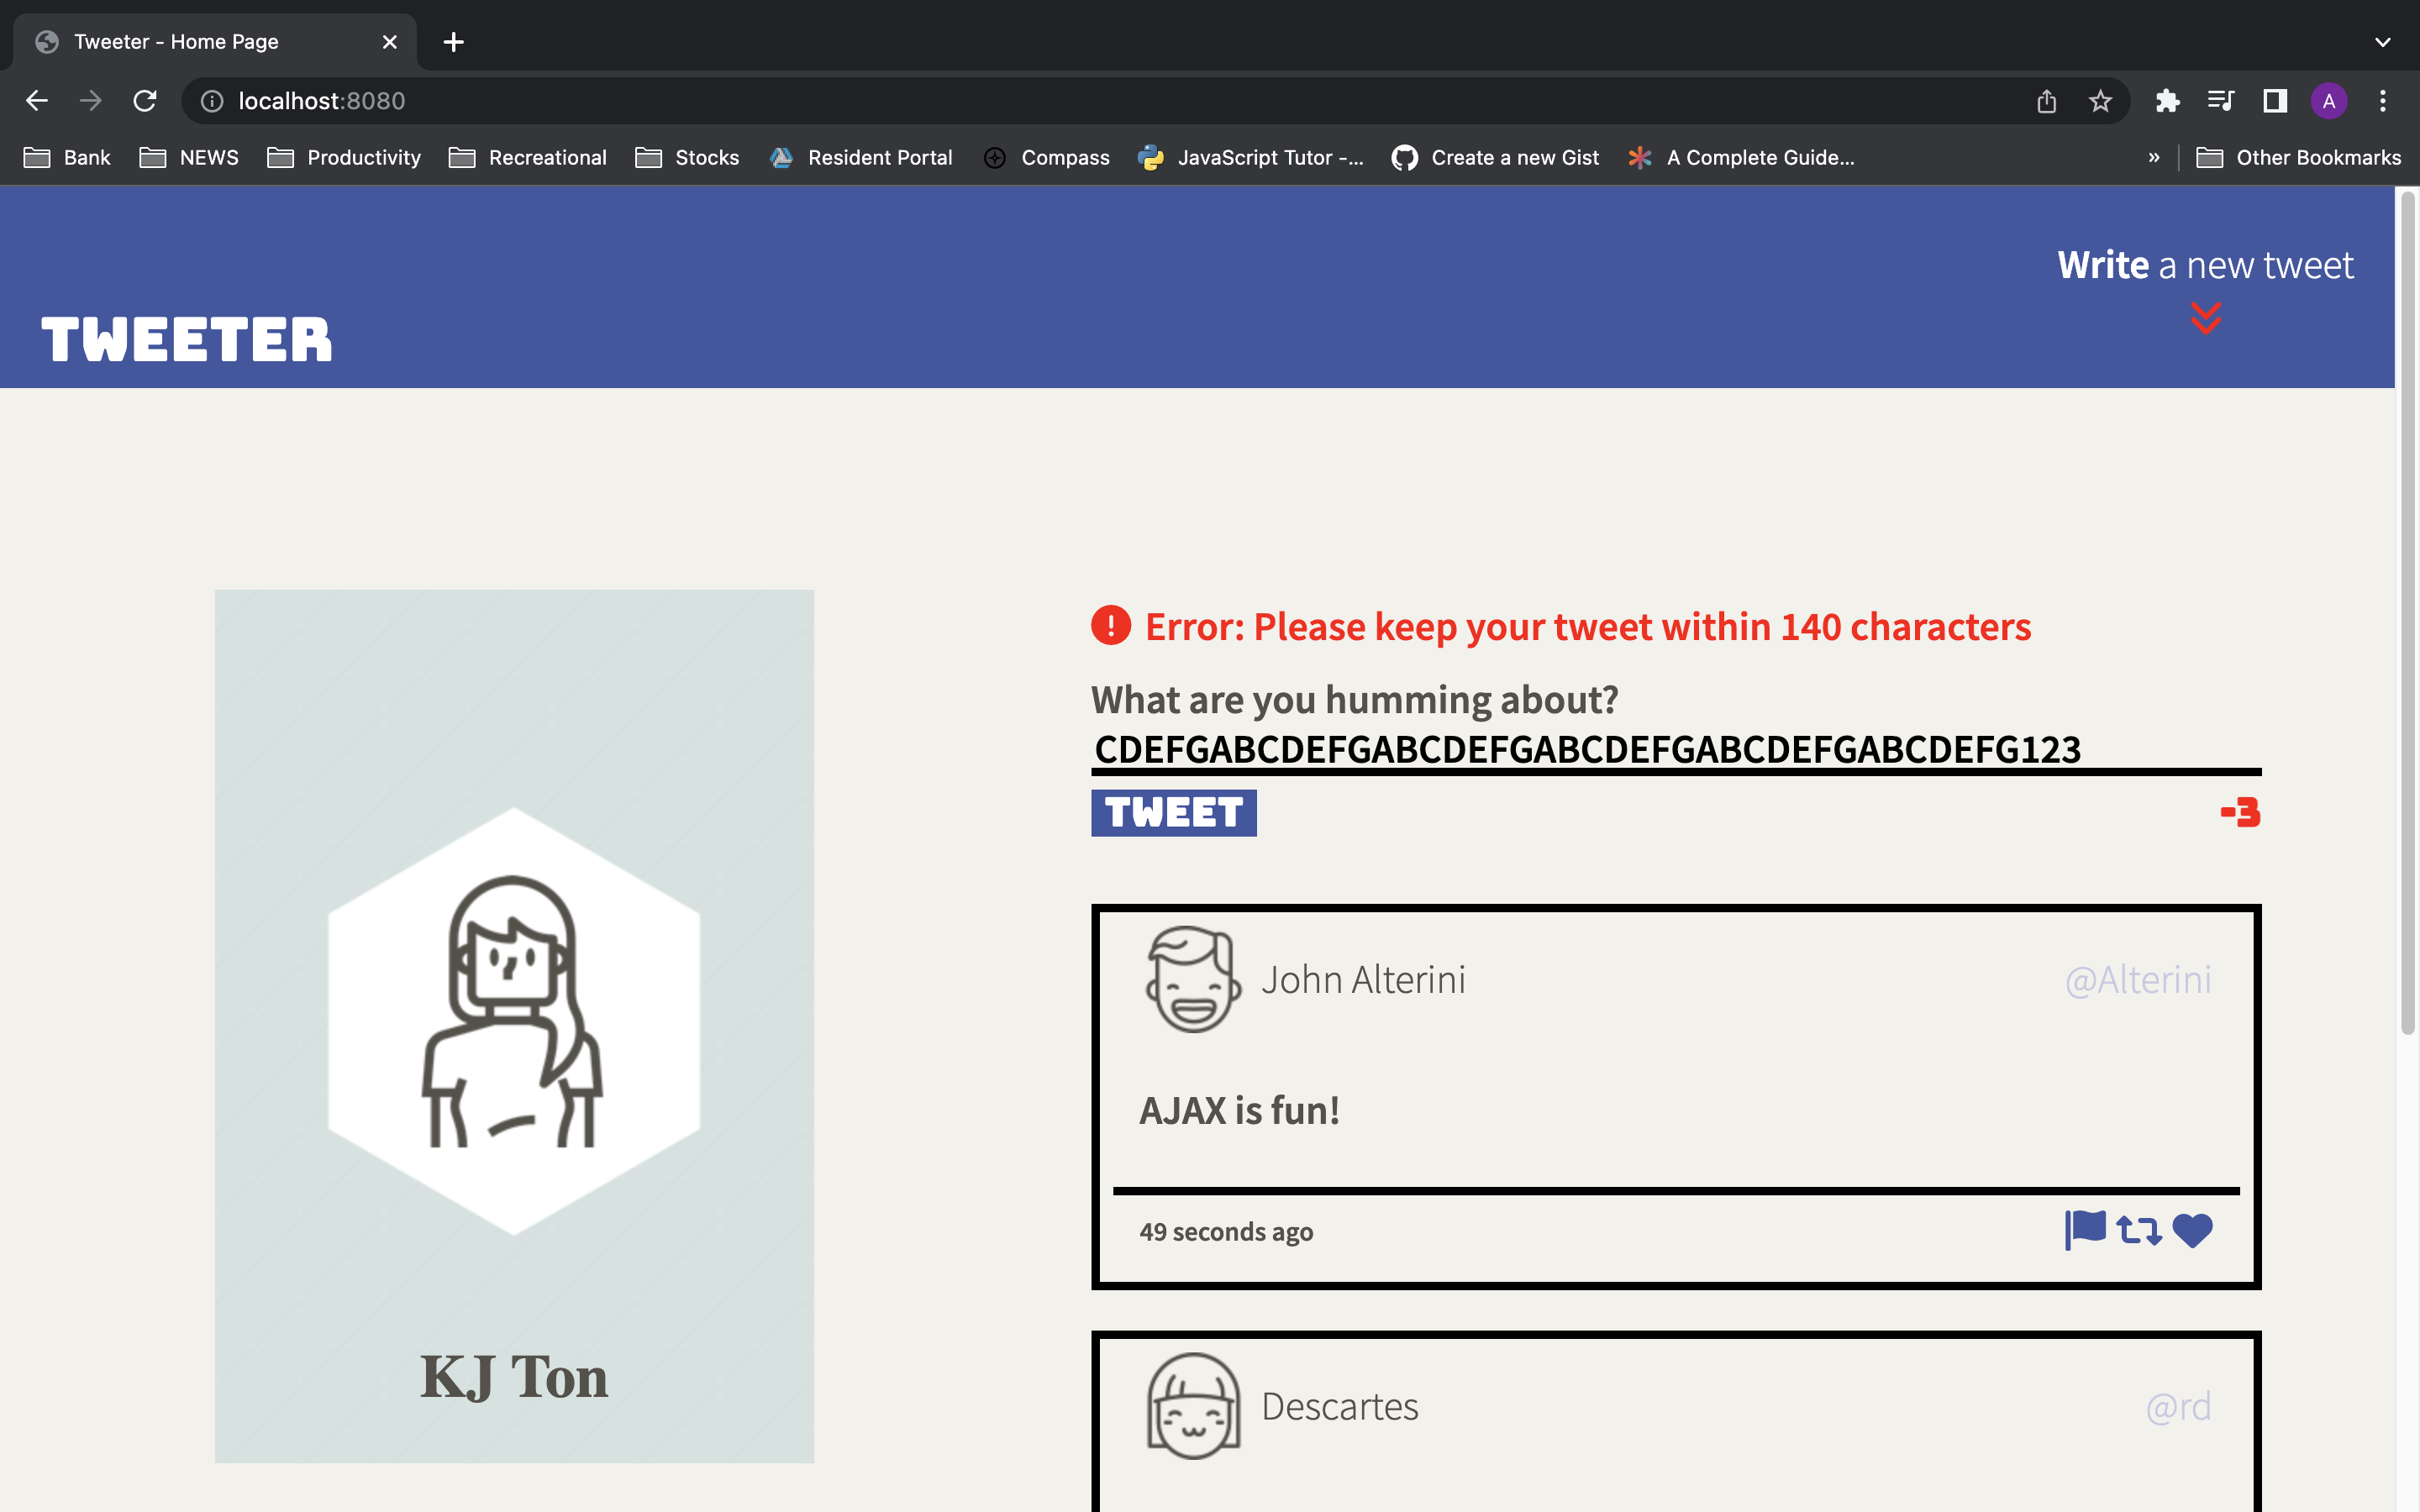 Tweeter - Home Page
localhost:8080
A
Bank NEWS Productivity Recreational Stocks Resident Portal Compass JavaScript Tutor -... Create a new Gist A Complete Guide... » Other Bookmarks
Write a new tweet
TWEETER
Error: Please keep your tweet within 140 characters
What are you humming about?
CDEFGABCDEFGABCDEFGABCDEFGABCDEFGABCDEFG123
TWEET -3
John Alterini @Alterini
AJAX is fun!
49 seconds ago
KJ Ton
Descartes @rd